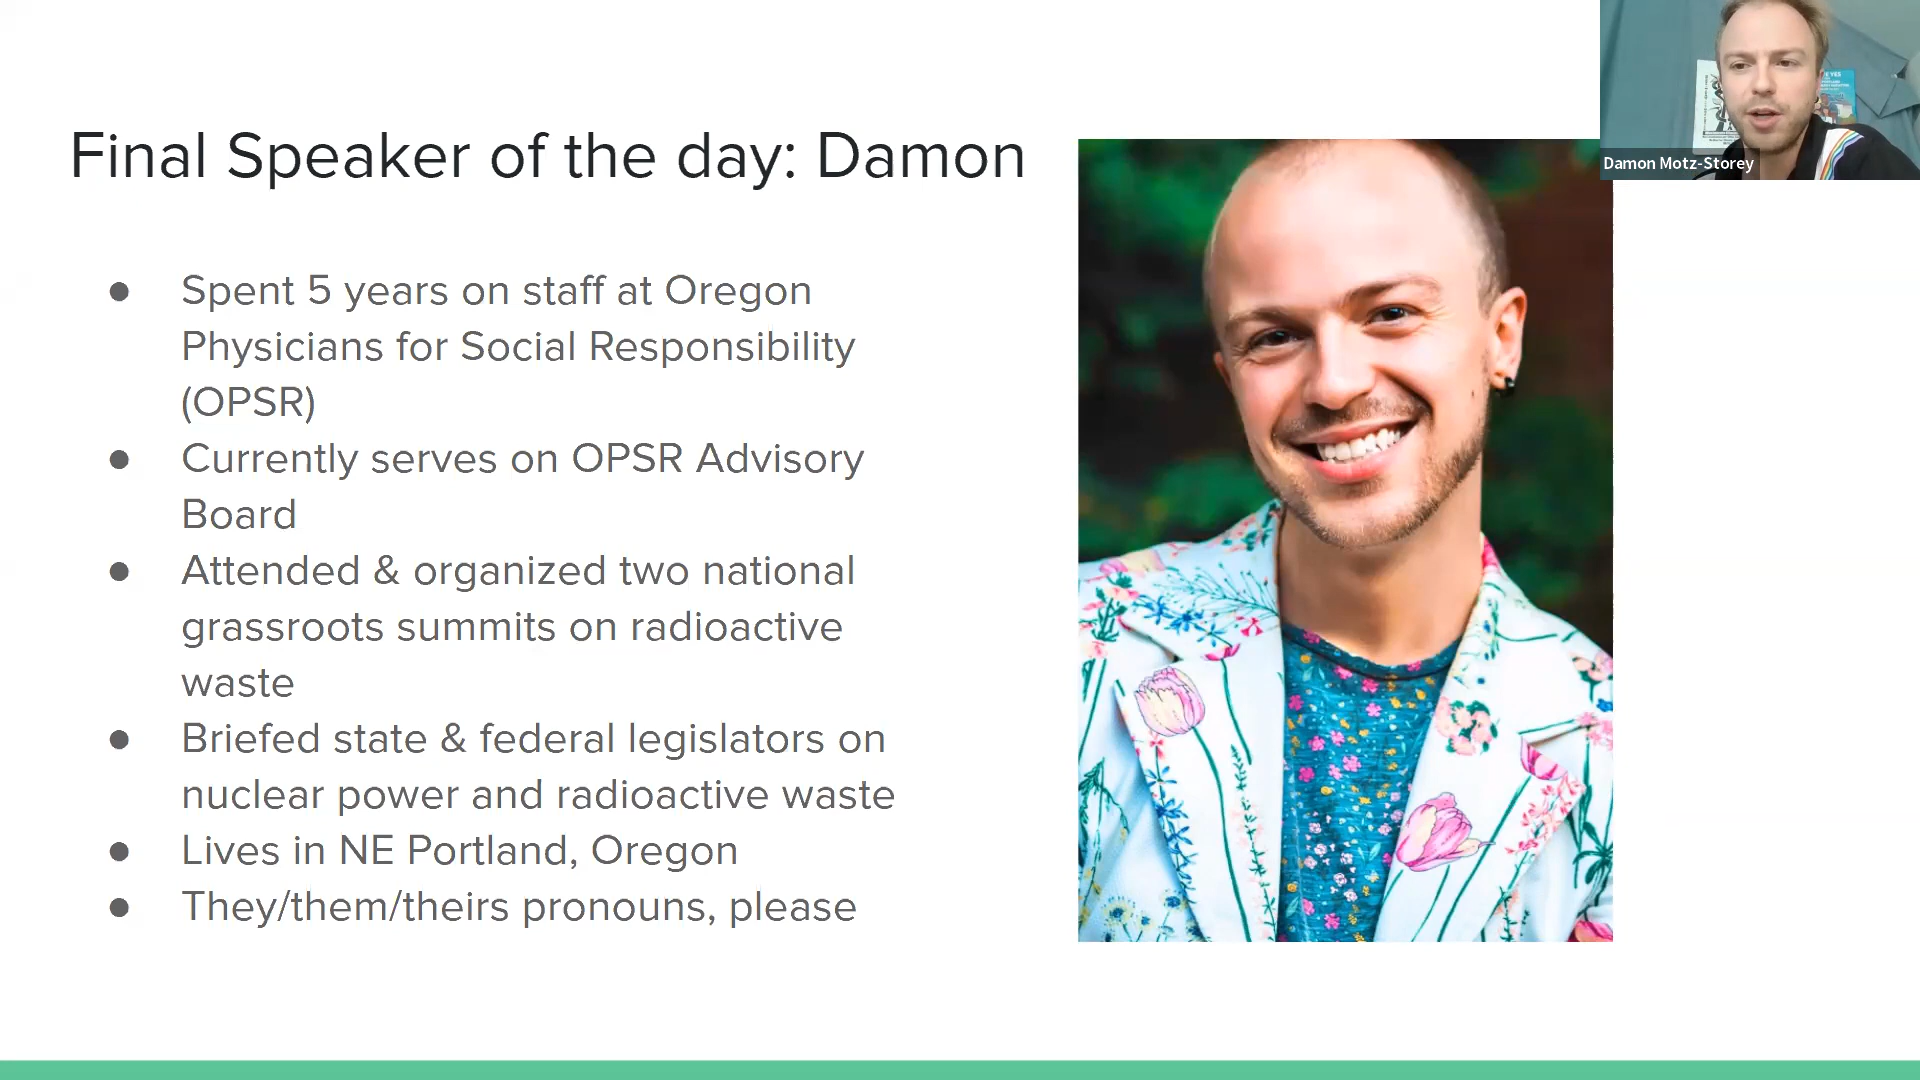 Final Speaker of the day: Damon
● Spent 5 years on staff at Oregon
Physicians for Social Responsibility
(OPSR)
● Currently serves on OPSR Advisory
Board
● Attended & organized two national
grassroots summits on radioactive
waste
● Briefed state & federal legislators on
nuclear power and radioactive waste
● Lives in NE Portland, Oregon
● They/them/theirs pronouns, please
YES
Damon Motz-Storey